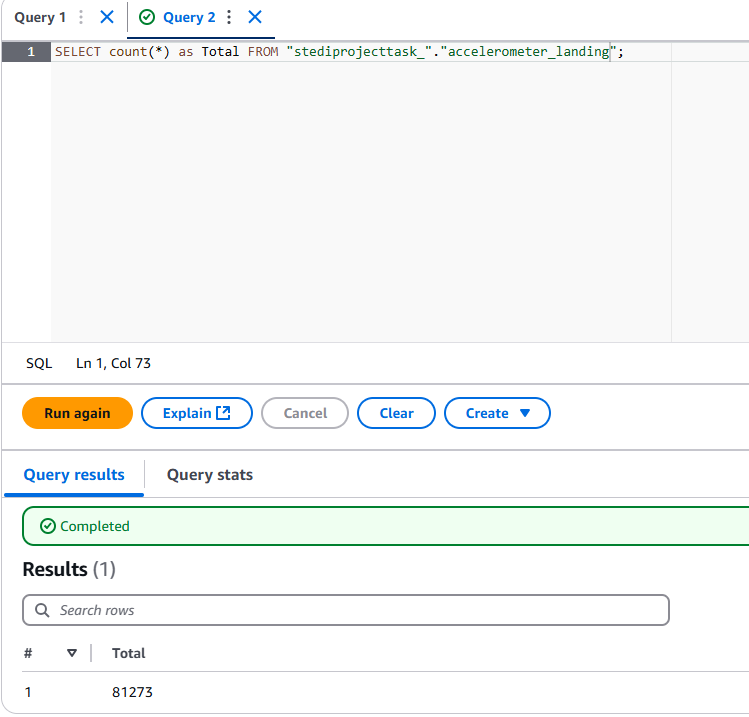 Query 1 Query 2
1 SELECT count(*) as Total FROM "stediprojecttask_"."accelerometer_landing";
SQL Ln 1, Col 73
Run again Explain Cancel Clear Create
Query results Query stats
Completed
Results (1)
Search rows
# Total
1 81273